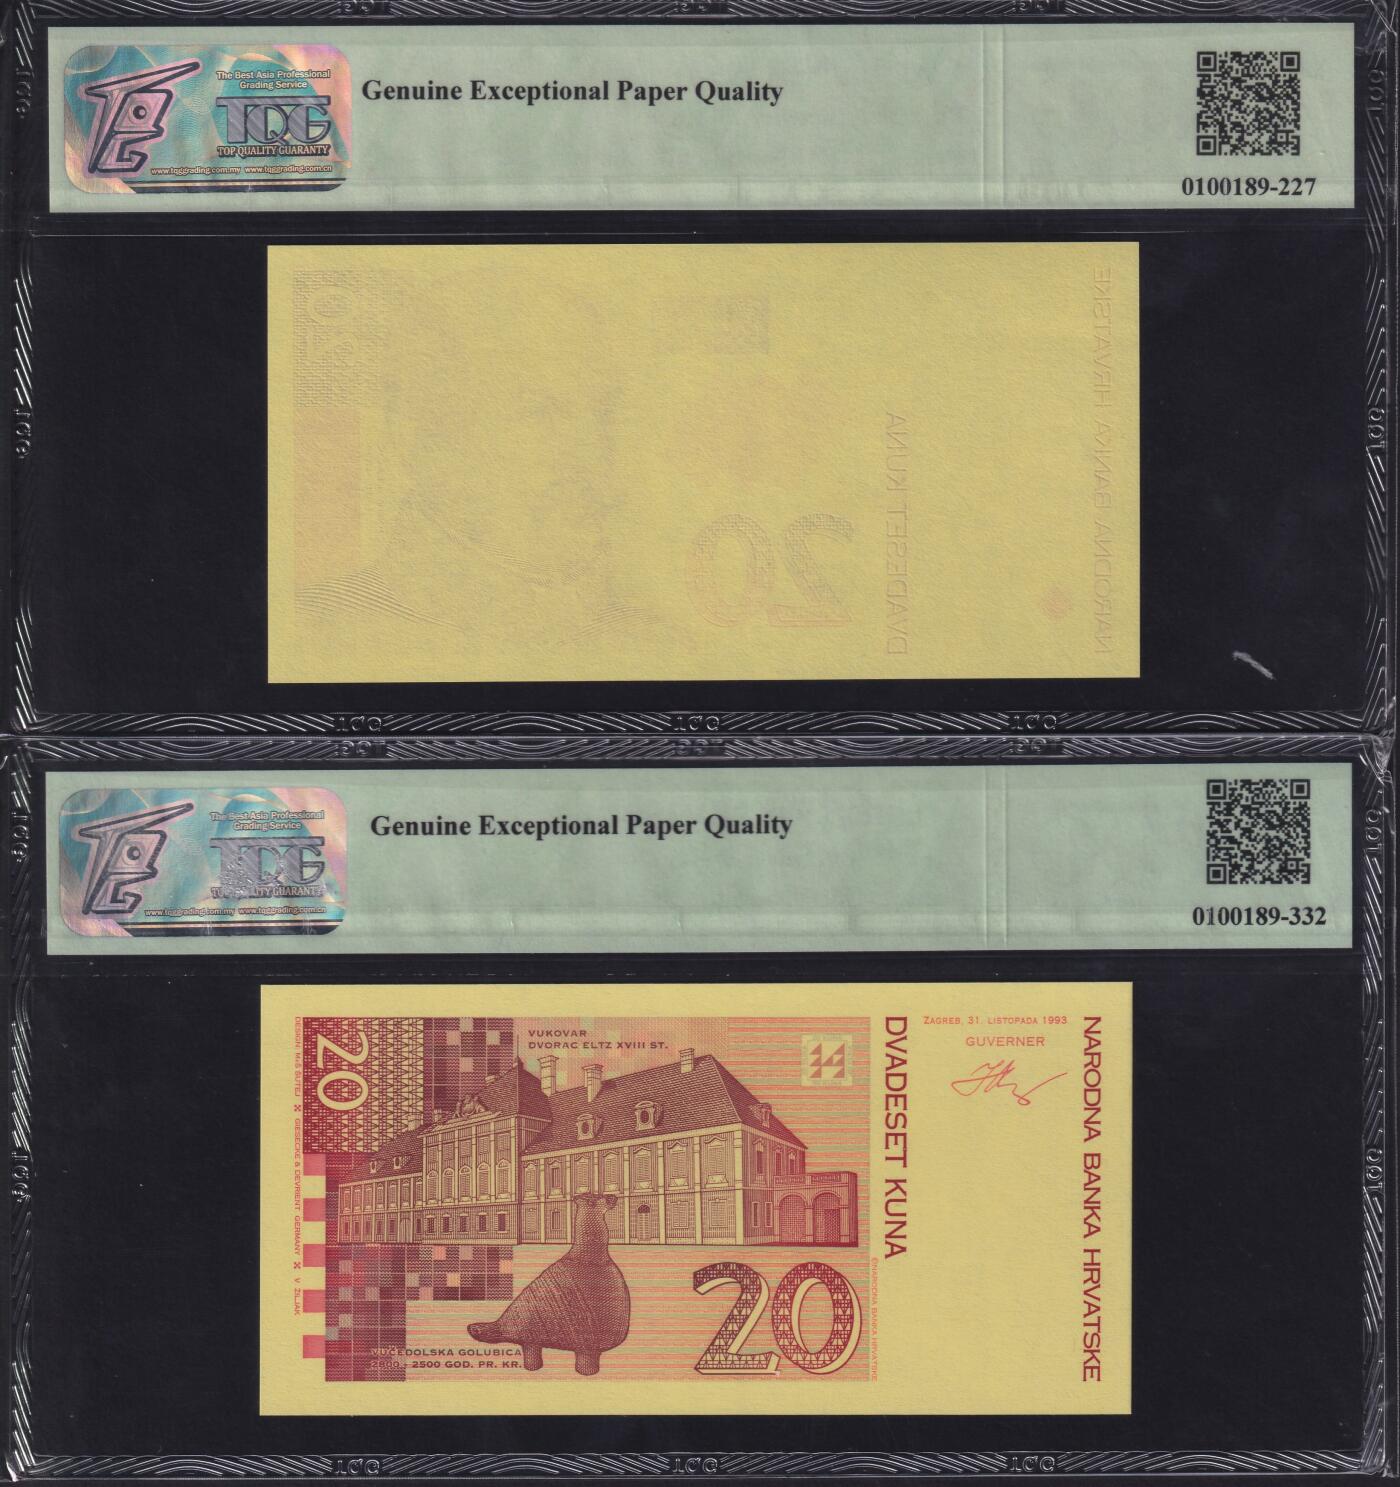 The Best Asia Professional
Grading Service
TQG
TOP QUALITY GUARANTY
www.tqggrading.com.my www.tqggrading.com.cn
Genuine Exceptional Paper Quality
0100189-227
20
DVADESET KUNA
NARODNA BANKA HRVATSKE
The Best Asia Professional
Grading Service
TQG
TOP QUALITY GUARANTY
www.tqggrading.com.my www.tqggrading.com.cn
Genuine Exceptional Paper Quality
0100189-332
20
VUKOVAR
DVORAC ELTZ XVIII ST.
DESIGN: M+Š ŠUTEJ
GIESECKE & DEVRIENT GERMANY
V. ŽILJAK
VUČEDOLSKA GOLUBICA
2800 - 2500 GOD. PR. KR.
20
©NARODNA BANKA HRVATSKE
DVADESET KUNA
ZAGREB, 31. LISTOPADA 1993
GUVERNER
NARODNA BANKA HRVATSKE